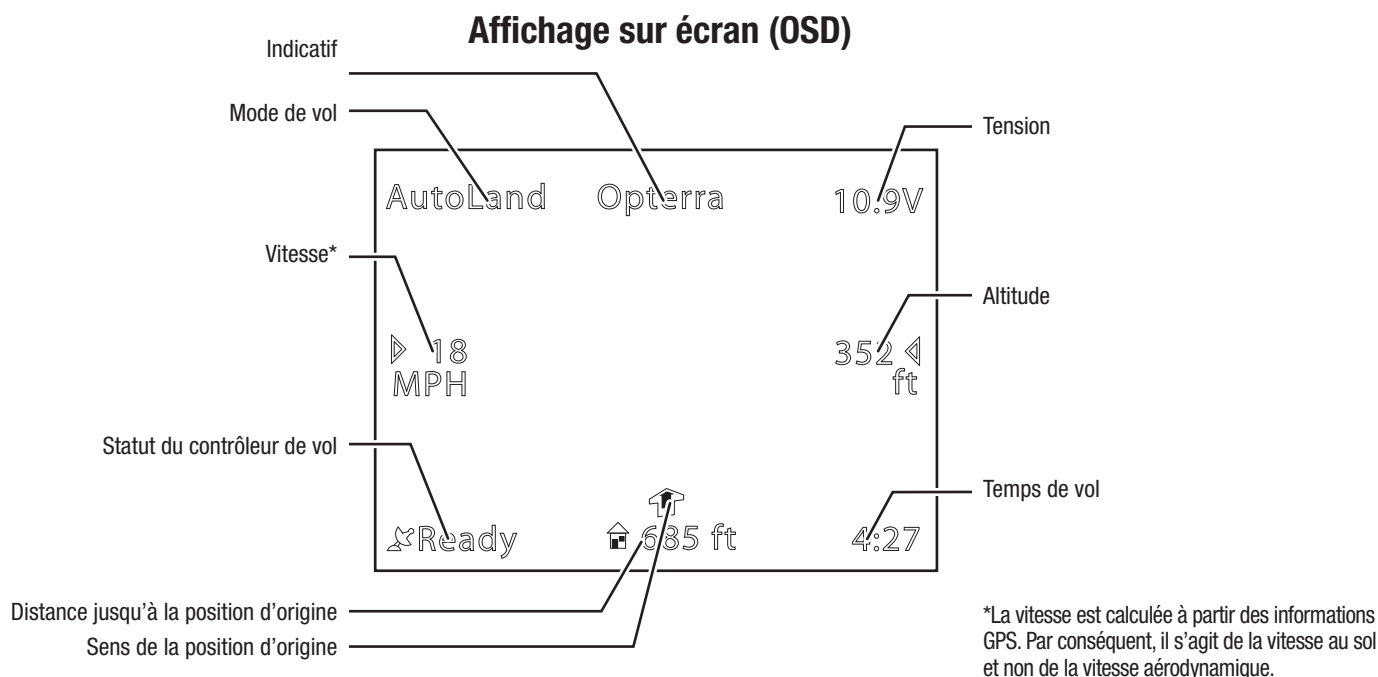 Affichage sur écran (OSD)
Indicatif
Mode de vol
Tension
AutoLand
Opterra
10.9V
Vitesse*
Altitude
18
MPH
352
ft
Statut du contrôleur de vol
Temps de vol
Ready
685 ft
4:27
Distance jusqu’à la position d’origine
Sens de la position d’origine
*La vitesse est calculée à partir des informations
GPS. Par conséquent, il s’agit de la vitesse au sol
et non de la vitesse aérodynamique.